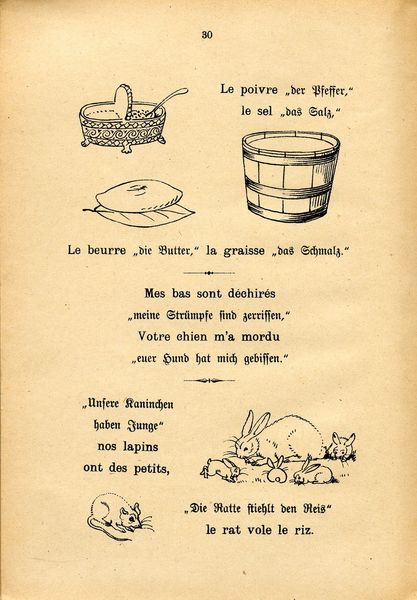 30
Le poivre „der Pfeffer,“
le sel „das Salz,“
Le beurre „die Butter,“ la graisse „das Schmalz.“
Mes bas sont déchirés
„meine Strümpfe sind zerrissen,“
Votre chien m'a mordu
„euer Hund hat mich gebissen.“
„Unsere Kaninchen
haben Junge“
nos lapins
ont des petits,
„Die Ratte stiehlt den Reis“
le rat vole le riz.